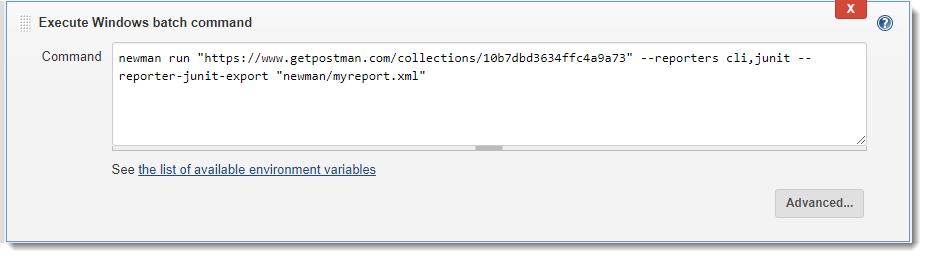 X
Execute Windows batch command
?
Command
newman run "https://www.getpostman.com/collections/10b7dbd3634ffc4a9a73" --reporters cli,junit --
reporter-junit-export "newman/myreport.xml"
See the list of available environment variables
Advanced...